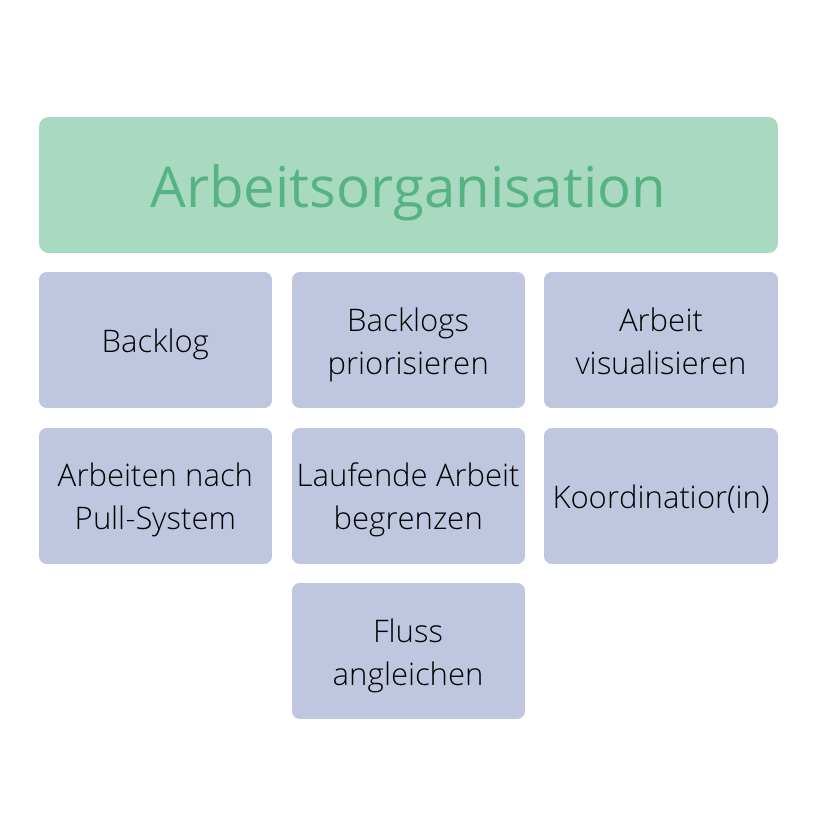 Arbeitsorganisation
Backlog
Backlogs
priorisieren
Arbeit
visualisieren
Arbeiten nach
Pull-System
Laufende Arbeit
begrenzen
Koordinatior(in)
Fluss
angleichen